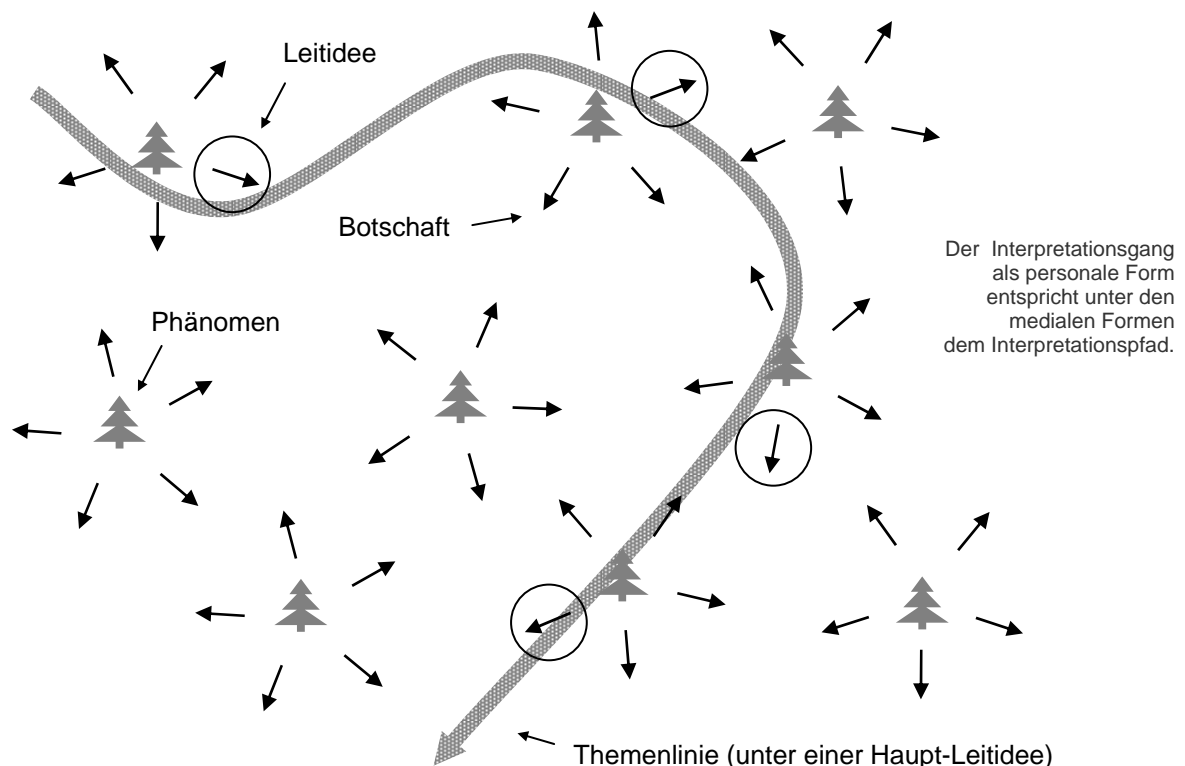 Leitidee
Botschaft
Der Interpretationsgang
als personale Form
entspricht unter den
medialen Formen
dem Interpretationspfad.
Phänomen
Themenlinie (unter einer Haupt-Leitidee)